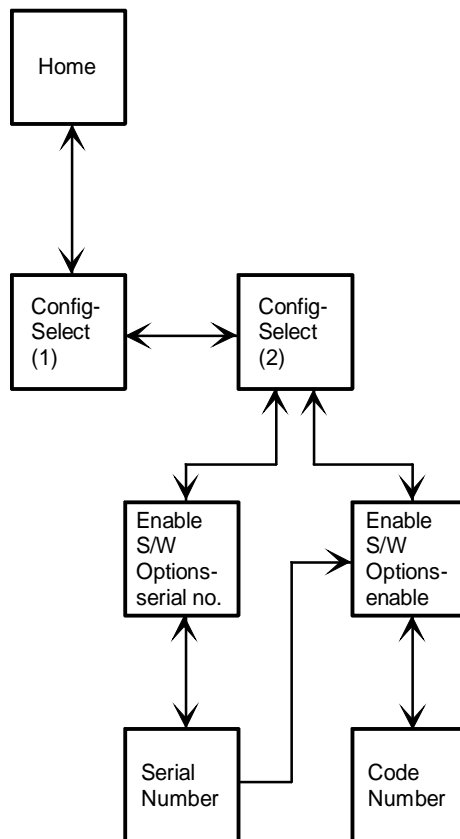 Home
Config-
Select
(1)
Config-
Select
(2)
Enable
S/W
Options-
serial no.
Enable
S/W
Options-
enable
Serial
Number
Code
Number